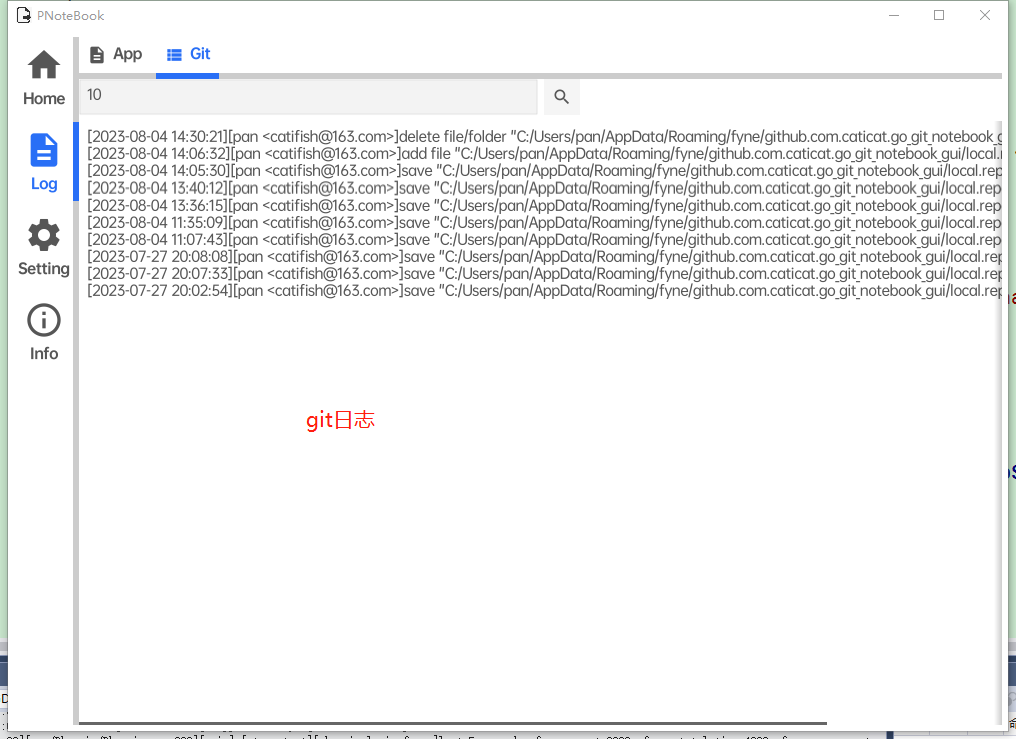 PNoteBook
App
Git
Home
10
Log
[2023-08-04 14:30:21][pan <catifish@163.com>]delete file/folder "C:/Users/pan/AppData/Roaming/fyne/github.com.caticat.go_git_notebook_g
[2023-08-04 14:06:32][pan <catifish@163.com>]add file "C:/Users/pan/AppData/Roaming/fyne/github.com.caticat.go_git_notebook_gui/local.r
[2023-08-04 14:05:30][pan <catifish@163.com>]save "C:/Users/pan/AppData/Roaming/fyne/github.com.caticat.go_git_notebook_gui/local.rep
[2023-08-04 13:40:12][pan <catifish@163.com>]save "C:/Users/pan/AppData/Roaming/fyne/github.com.caticat.go_git_notebook_gui/local.rep
[2023-08-04 13:36:15][pan <catifish@163.com>]save "C:/Users/pan/AppData/Roaming/fyne/github.com.caticat.go_git_notebook_gui/local.rep
[2023-08-04 11:35:09][pan <catifish@163.com>]save "C:/Users/pan/AppData/Roaming/fyne/github.com.caticat.go_git_notebook_gui/local.rep
[2023-08-04 11:07:43][pan <catifish@163.com>]save "C:/Users/pan/AppData/Roaming/fyne/github.com.caticat.go_git_notebook_gui/local.rep
[2023-07-27 20:08:08][pan <catifish@163.com>]save "C:/Users/pan/AppData/Roaming/fyne/github.com.caticat.go_git_notebook_gui/local.rep
[2023-07-27 20:07:33][pan <catifish@163.com>]save "C:/Users/pan/AppData/Roaming/fyne/github.com.caticat.go_git_notebook_gui/local.rep
[2023-07-27 20:02:54][pan <catifish@163.com>]save "C:/Users/pan/AppData/Roaming/fyne/github.com.caticat.go_git_notebook_gui/local.rep
Setting
Info
git日志